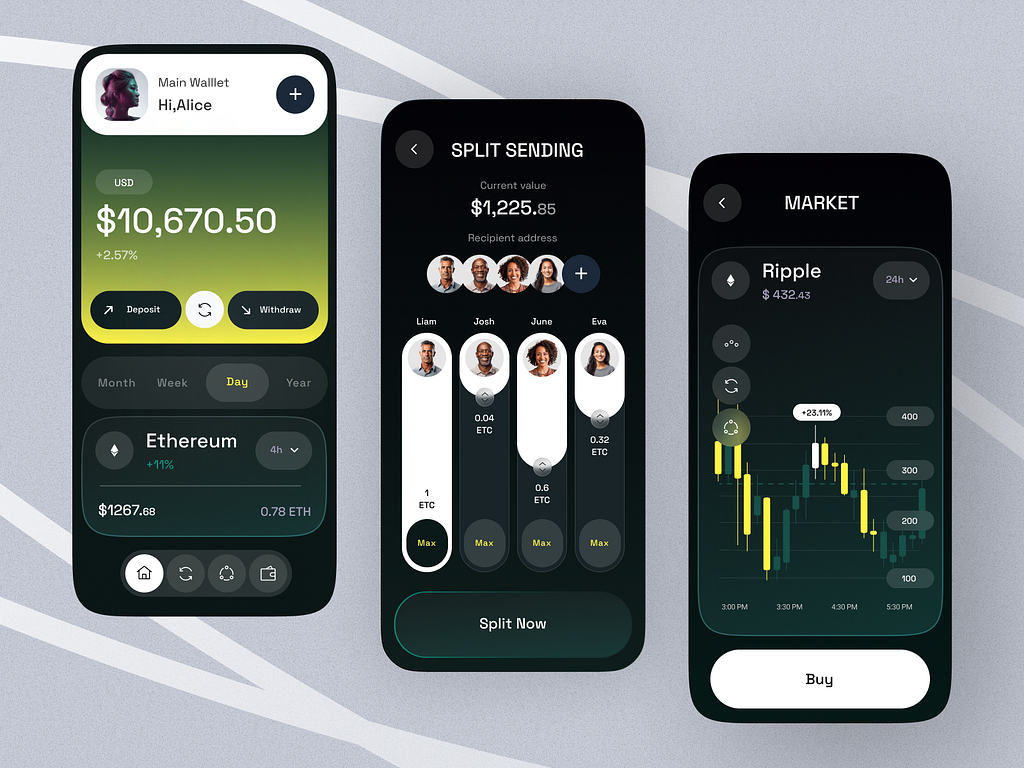 Main Walllet
Hi,Alice
USD
$10,670.50
+2.57%
Deposit
Withdraw
Month Week Day Year
Ethereum
+11%
4h
$1267.68 0.78 ETH
SPLIT SENDING
Current value
$1,225.85
Recipient address
Liam Josh June Eva
0.04
ETC
0.32
ETC
1
ETC
0.6
ETC
Max Max Max Max
Split Now
MARKET
Ripple
$ 432.43
24h
+23.11%
400
300
200
100
3:00 PM 3:30 PM 4:30 PM 5:30 PM
Buy